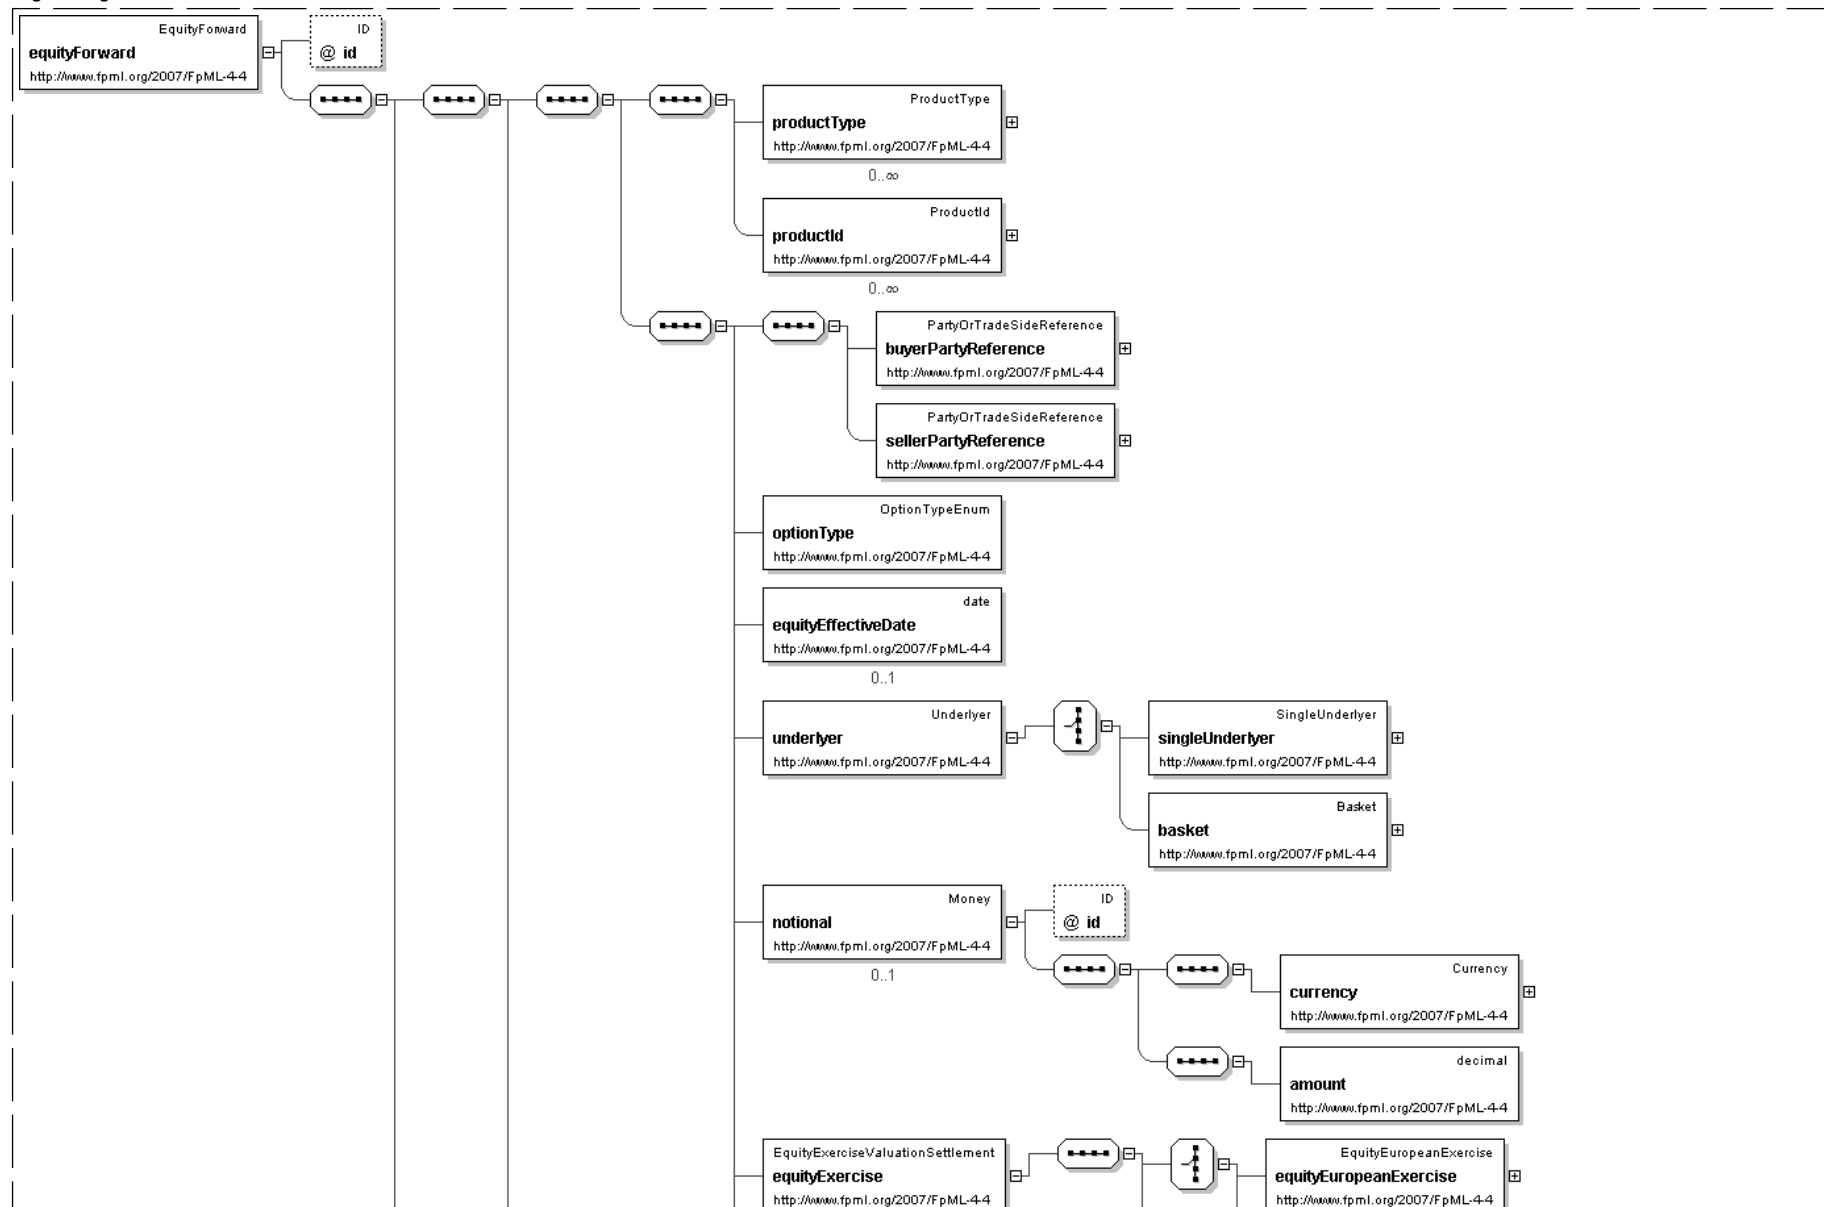 EquityForward
equityForward
http://www.fpml.org/2007/FpML-4-4
ID
@ id
ProductType
productType
http://www.fpml.org/2007/FpML-4-4
0..∞
ProductId
productId
http://www.fpml.org/2007/FpML-4-4
0..∞
PartyOrTradeSideReference
buyerPartyReference
http://www.fpml.org/2007/FpML-4-4
PartyOrTradeSideReference
sellerPartyReference
http://www.fpml.org/2007/FpML-4-4
OptionTypeEnum
optionType
http://www.fpml.org/2007/FpML-4-4
date
equityEffectiveDate
http://www.fpml.org/2007/FpML-4-4
0..1
Underlyer
underlyer
http://www.fpml.org/2007/FpML-4-4
SingleUnderlyer
singleUnderlyer
http://www.fpml.org/2007/FpML-4-4
Basket
basket
http://www.fpml.org/2007/FpML-4-4
Money
notional
http://www.fpml.org/2007/FpML-4-4
0..1
ID
@ id
Currency
currency
http://www.fpml.org/2007/FpML-4-4
decimal
amount
http://www.fpml.org/2007/FpML-4-4
EquityExerciseValuationSettlement
equityExercise
http://www.fpml.org/2007/FpML-4-4
EquityEuropeanExercise
equityEuropeanExercise
http://www.fpml.org/2007/FpML-4-4